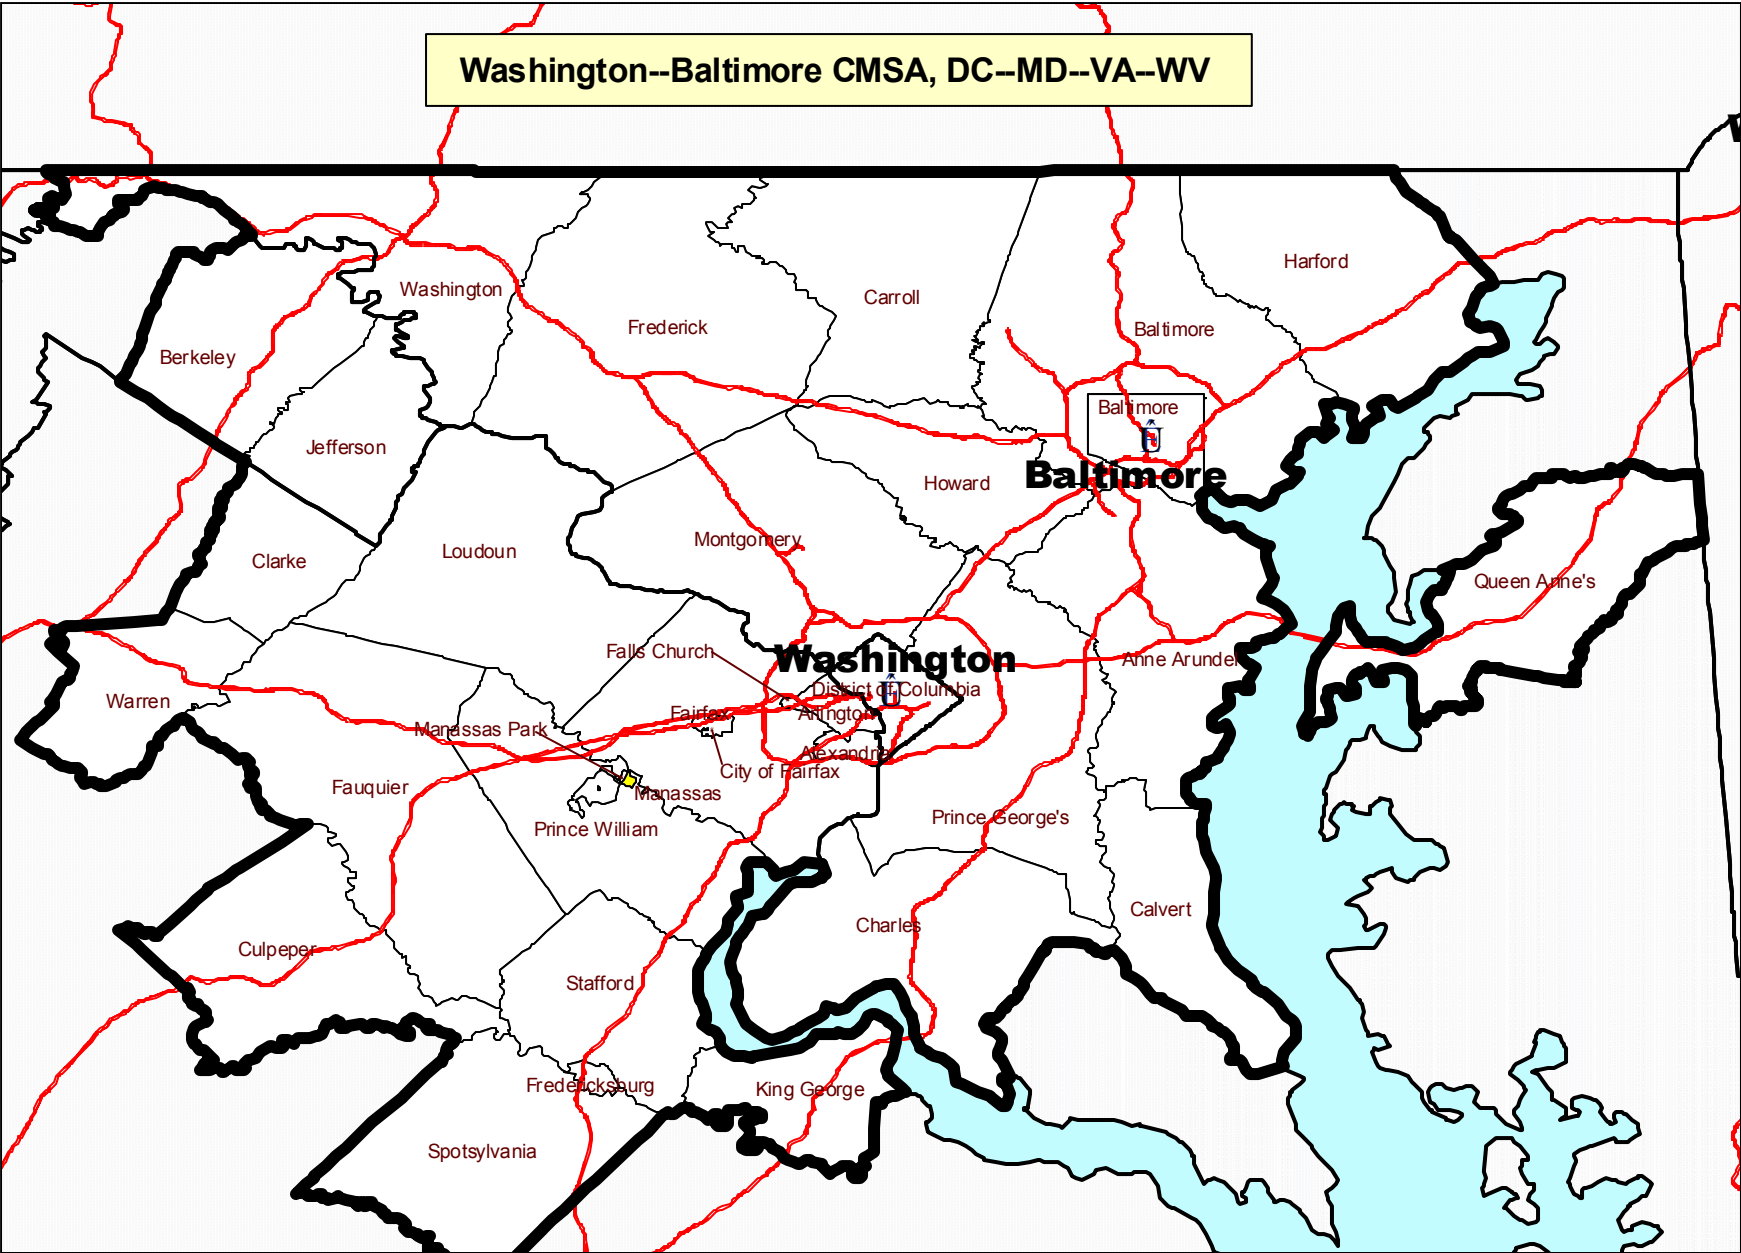 Washington--Baltimore CMSA, DC--MD--VA--WV
Harford
Washington
Carroll
Frederick
Baltimore
Berkeley
Baltimore
Jefferson
Baltimore
Howard
Montgomery
Loudoun
Clarke
Queen Anne's
Falls Church
Washington
Anne Arundel
District of Columbia
Warren
Fairfax
Arlington
Manassas Park
Alexandria
City of Fairfax
Fauquier
Manassas
Prince William
Prince George's
Calvert
Charles
Culpeper
Stafford
Fredericksburg
King George
Spotsylvania